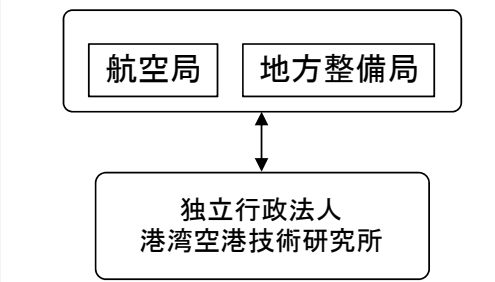 航空局
地方整備局
独立行政法人
港湾空港技術研究所